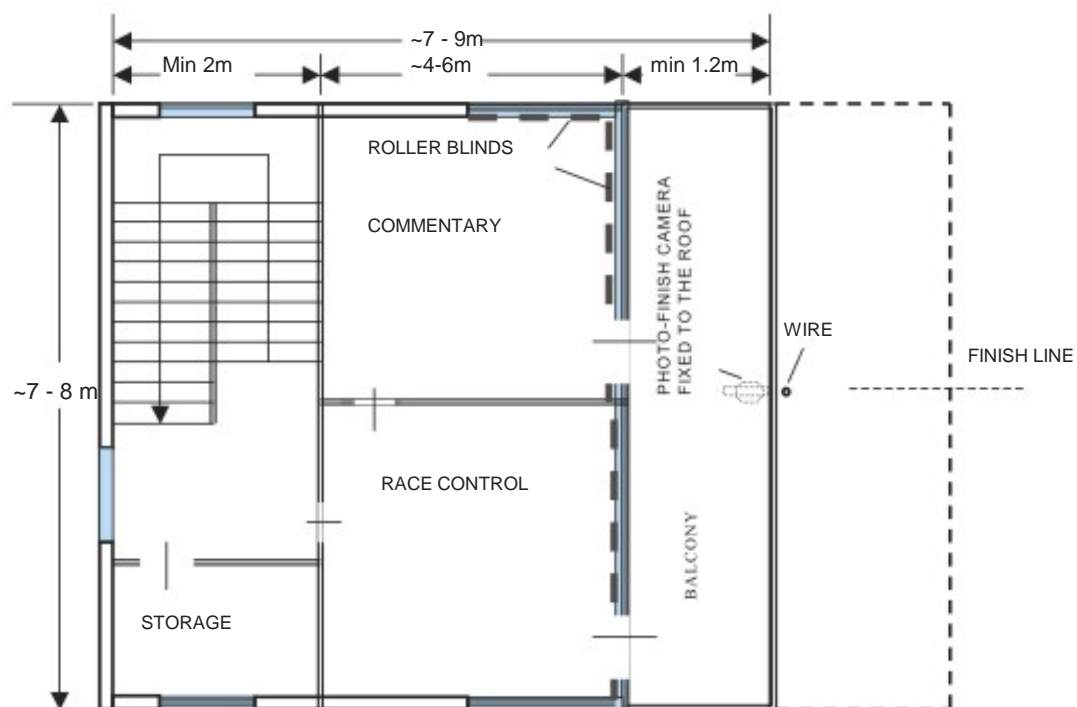 ~7 - 9m
Min 2m
~4-6m
min 1.2m
ROLLER BLINDS
COMMENTARY
PHOTO-FINISH CAMERA
FIXED TO THE ROOF
WIRE
FINISH LINE
~7 - 8 m
RACE CONTROL
BALCONY
STORAGE